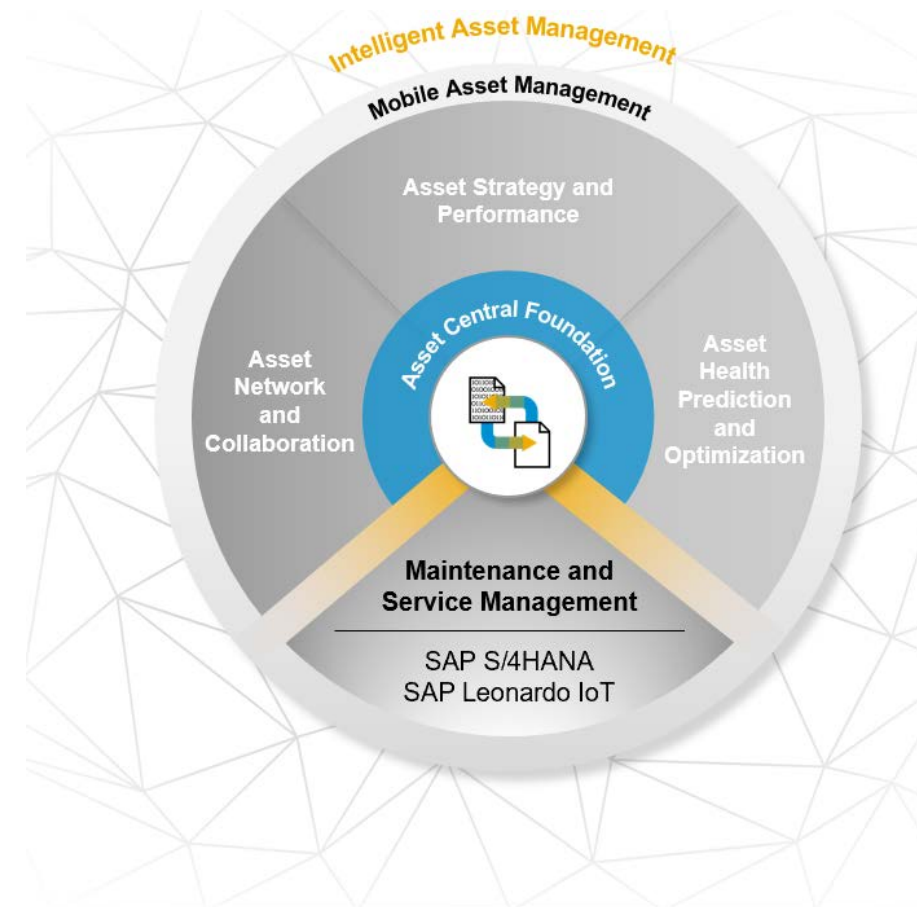 Intelligent Asset Management
Mobile Asset Management
Asset Strategy and
Performance
Asset Central Foundation
Asset
Network
and
Collaboration
Asset
Health
Prediction
and
Optimization
Maintenance and
Service Management
SAP S/4HANA
SAP Leonardo IoT